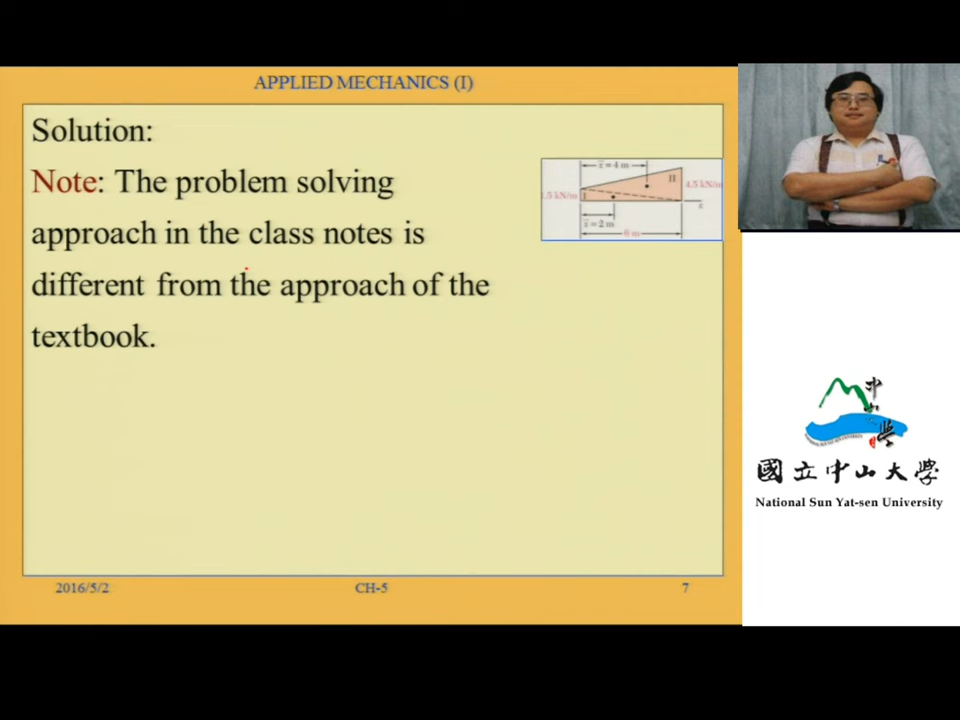 APPLIED MECHANICS (I)
Solution:
Note: The problem solving
approach in the class notes is
different from the approach of the
textbook.
x̄ = 4 m
II
.5 kN/m
I
4.5 kN/m
x
x̄ = 2 m
6 m
2016/5/2
CH-5
7
國立中山大學
National Sun Yat-sen University